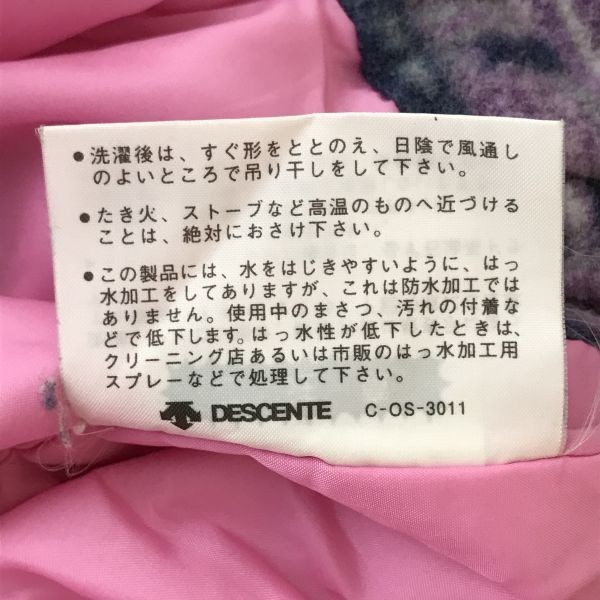 ●洗濯後は、すぐ形をととのえ、日陰で風通し
のよいところで吊り干しをして下さい。
●たき火、ストーブなど高温のものへ近づける
ことは、絶対におさけ下さい。
●この製品には、水をはじきやすいように、はっ
水加工をしてありますが、これは防水加工では
ありません。使用中のまさつ、汚れの付着な
どで低下します。はっ水性が低下したときは、
クリーニング店あるいは市販のはっ水加工用
スプレーなどで処理して下さい。
DESCENTE C-OS-3011